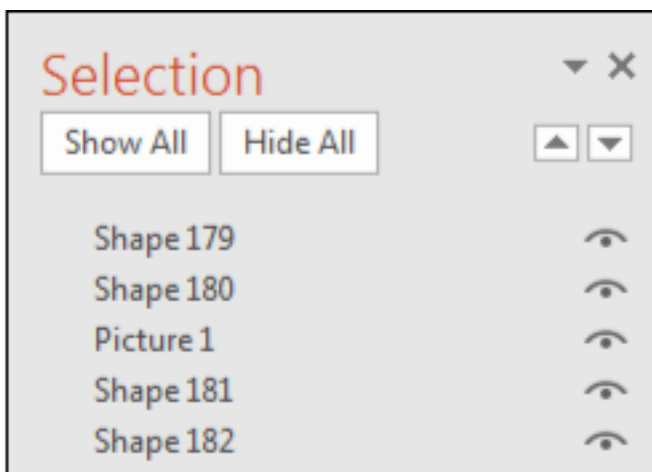 Selection
Show All Hide All
Shape 179
Shape 180
Picture 1
Shape 181
Shape 182